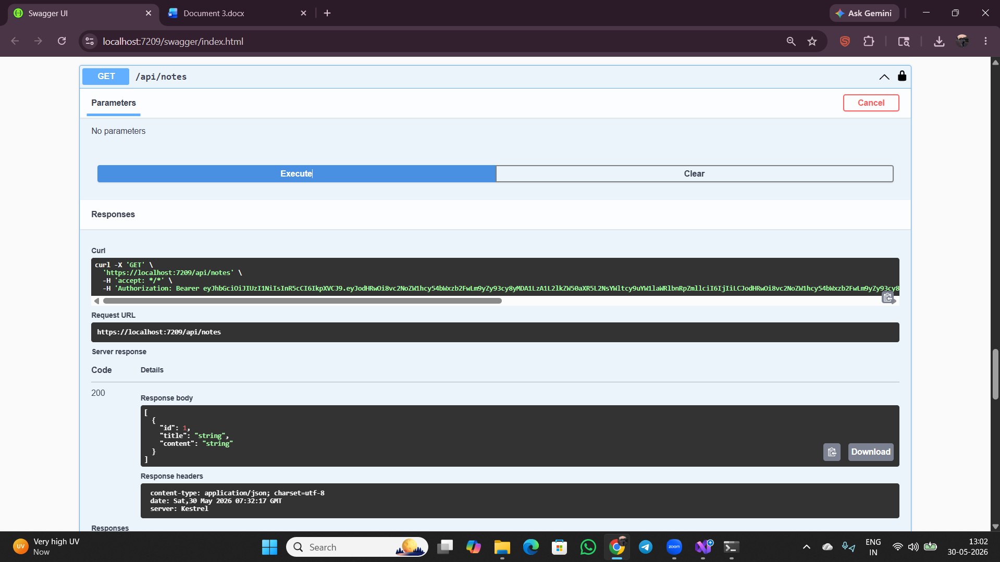 Swagger UI
Document 3.docx
Ask Gemini
localhost:7209/swagger/index.html
GET /api/notes
Parameters
Cancel
No parameters
Execute
Clear
Responses
Curl
curl -X 'GET' \
'https://localhost:7209/api/notes' \
-H 'accept: */*' \
-H 'Authorization: Bearer eyJhbGciOiJIUzI1NiIsInR5cCI6IkpXVCJ9.eyJodHRwOi8vc2NoZW1hcy54bWxzb2FwLm9yZy93cy8yMDA1LzA1L2lkZW50aXR5L2NsYWltcy9uYW1laWRlbnRpZmllciI6IjIiLCJodHRwOi8vc2NoZW1hcy54bWxzb2FwLm9yZy93cy8
Request URL
https://localhost:7209/api/notes
Server response
Code Details
200
Response body
[
{
"id": 1,
"title": "string",
"content": "string"
}
]
Download
Response headers
content-type: application/json; charset=utf-8
date: Sat,30 May 2026 07:32:17 GMT
server: Kestrel
Responses
UV
Very high UV
Now
Search
zoom
ENG
IN
13:02
30-05-2026